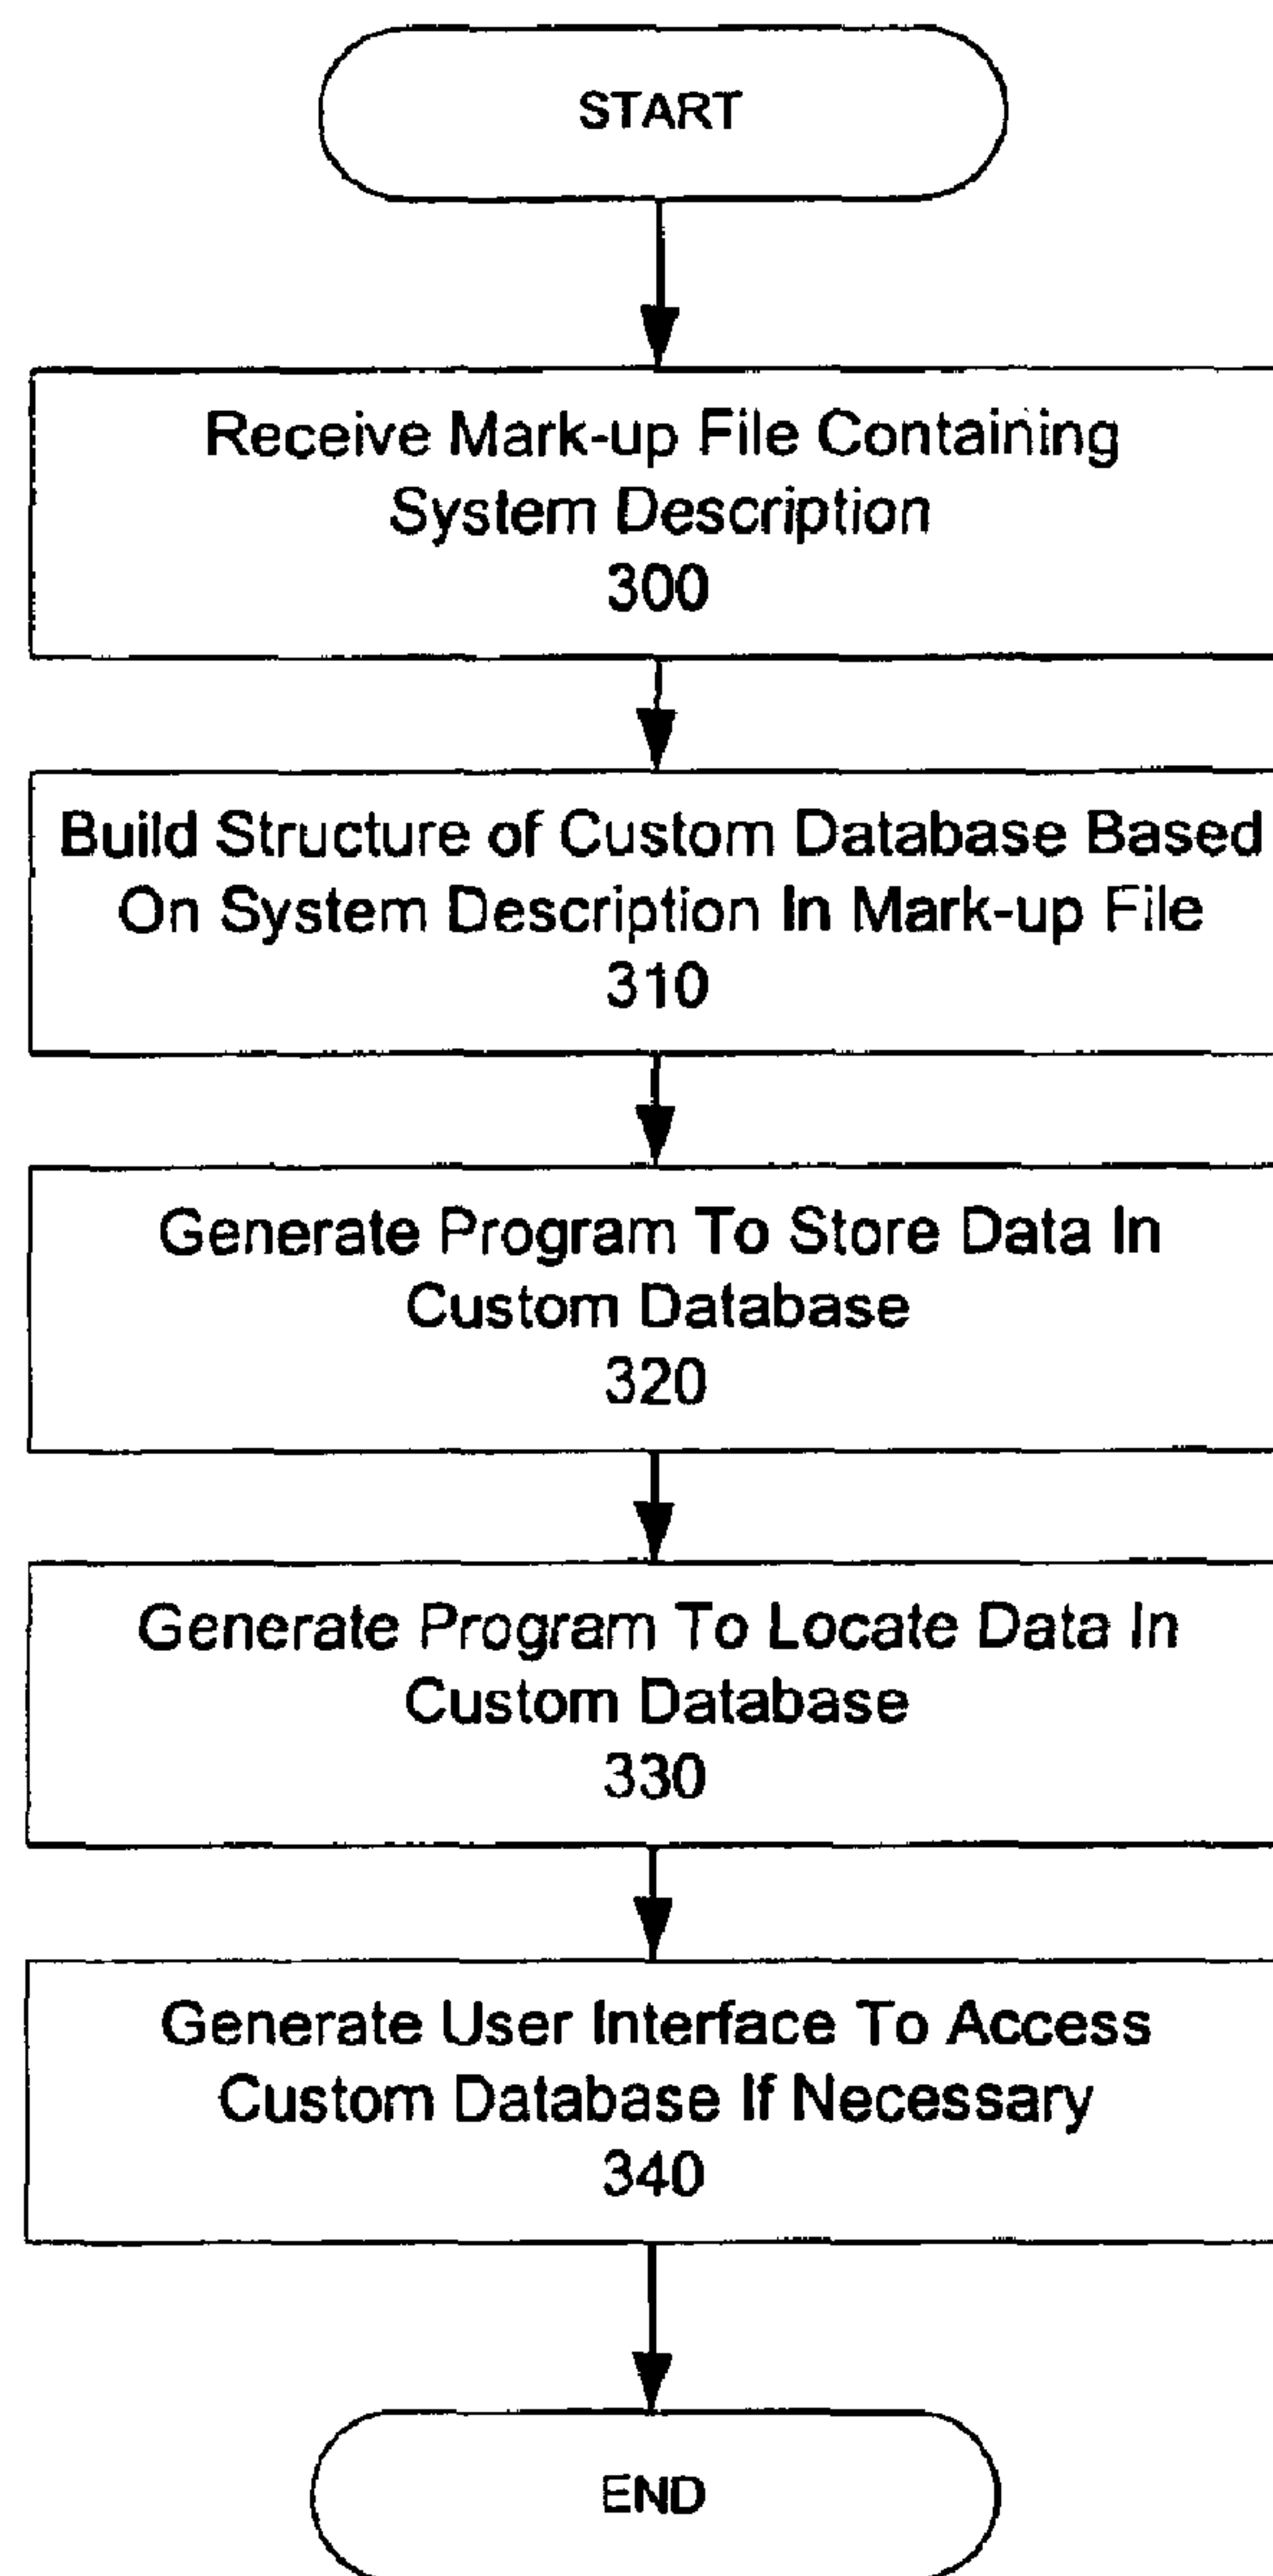 START
Receive Mark-up File Containing
System Description
300
Build Structure of Custom Database Based
On System Description In Mark-up File
310
Generate Program To Store Data In
Custom Database
320
Generate Program To Locate Data In
Custom Database
330
Generate User Interface To Access
Custom Database If Necessary
340
END